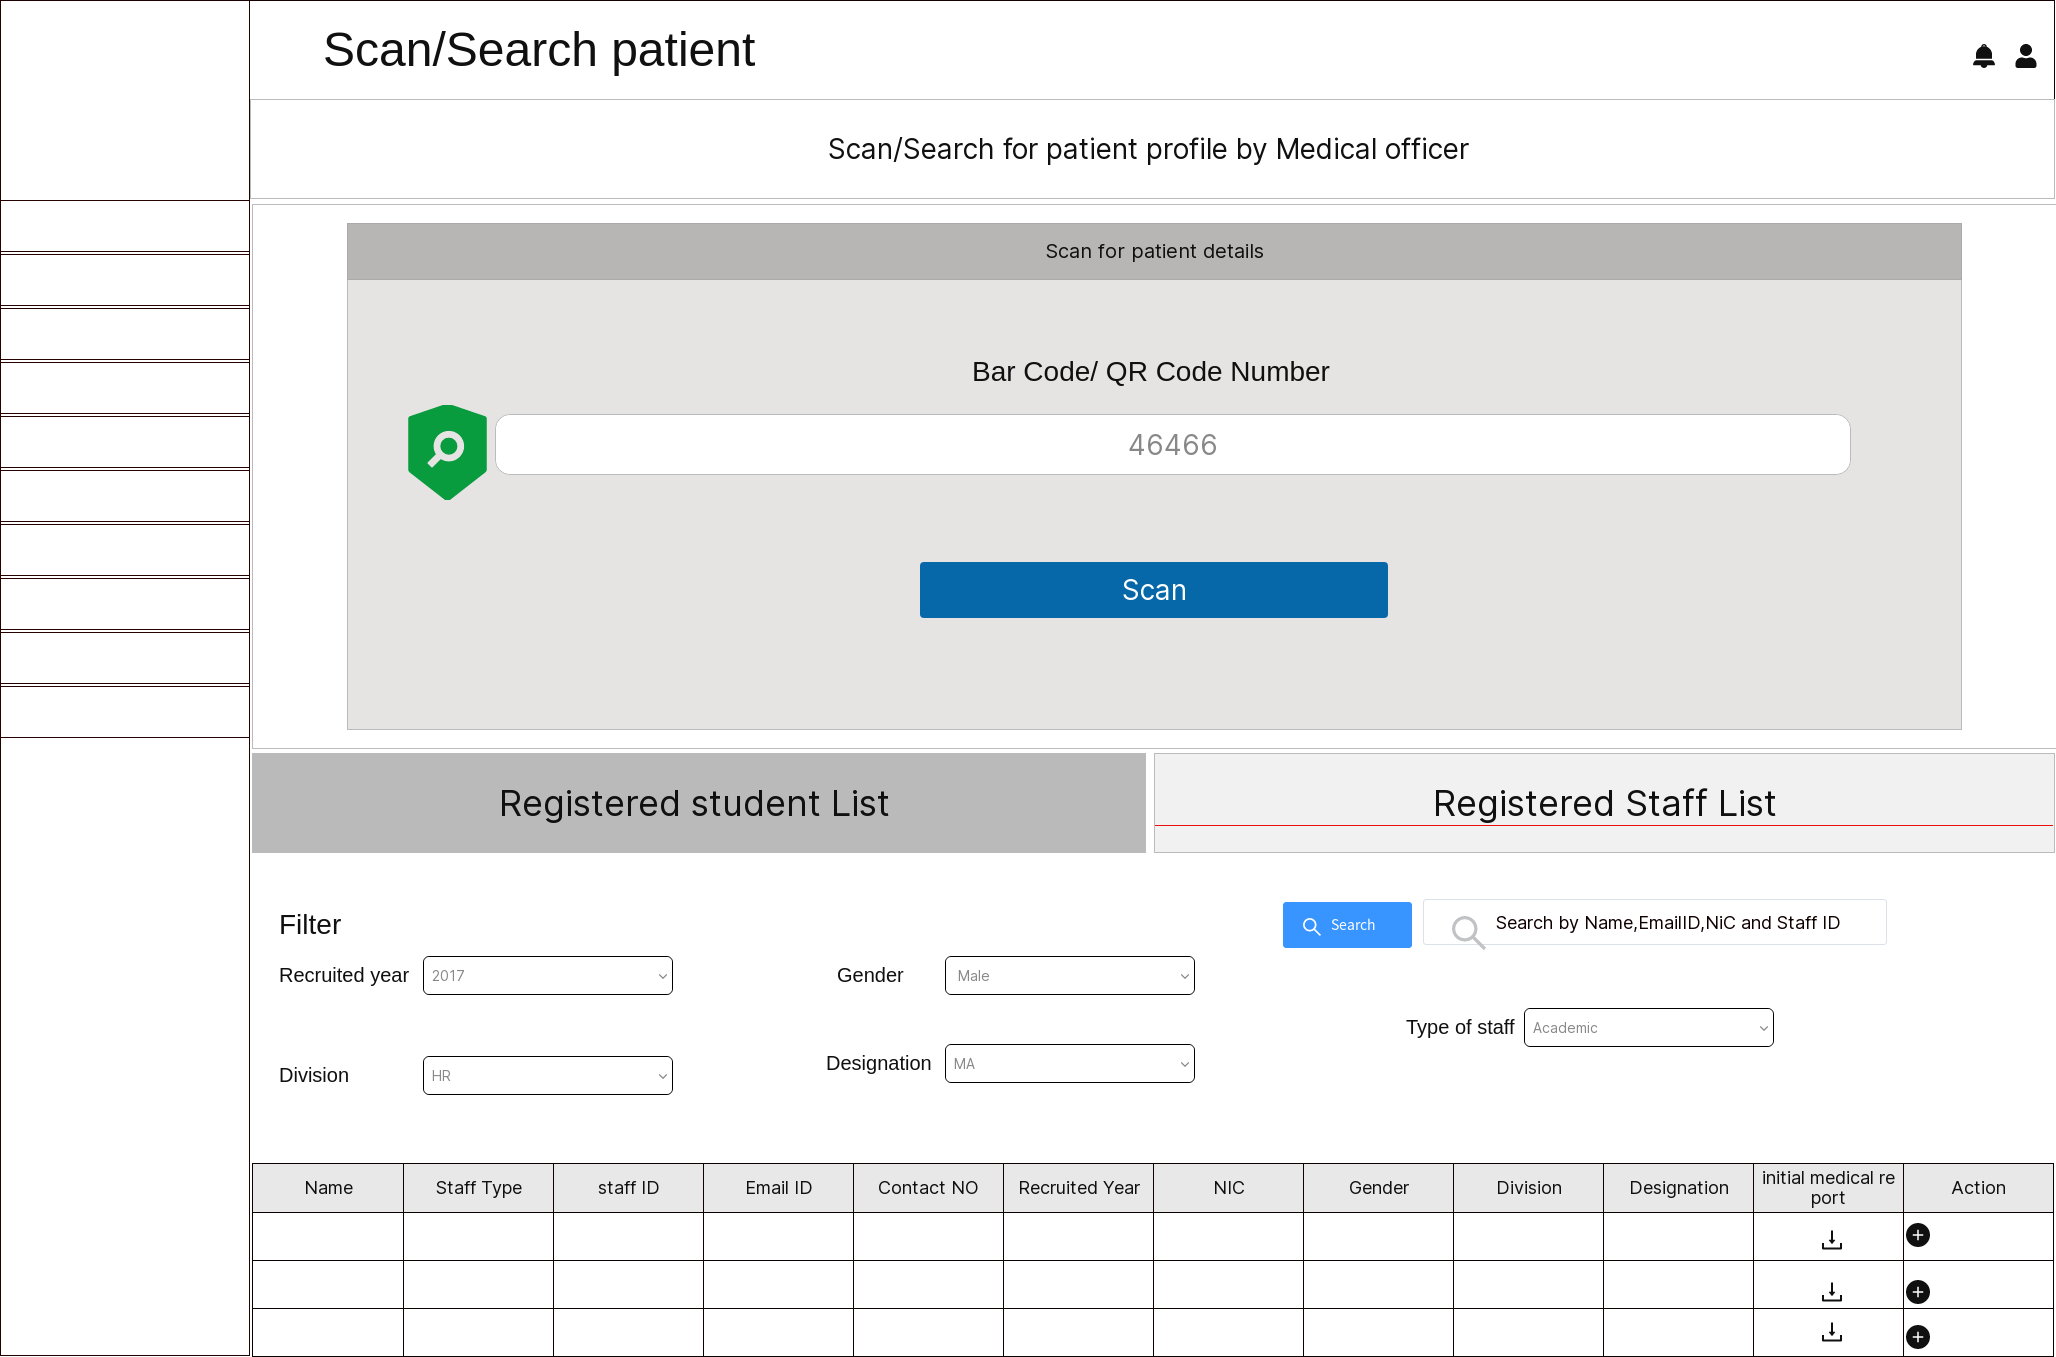 Scan/Search patient
Scan/Search for patient profile by Medical officer
Scan for patient details
Bar Code/ QR Code Number
46466
Scan
Registered student List
Registered Staff List
Filter
Search
Search by Name,EmailID,NiC and Staff ID
Recruited year
2017
Gender
Male
Type of staff
Academic
Division
HR
Designation
MA
Name
Staff Type
staff ID
Email ID
Contact NO
Recruited Year
NIC
Gender
Division
Designation
initial medical re
port
Action